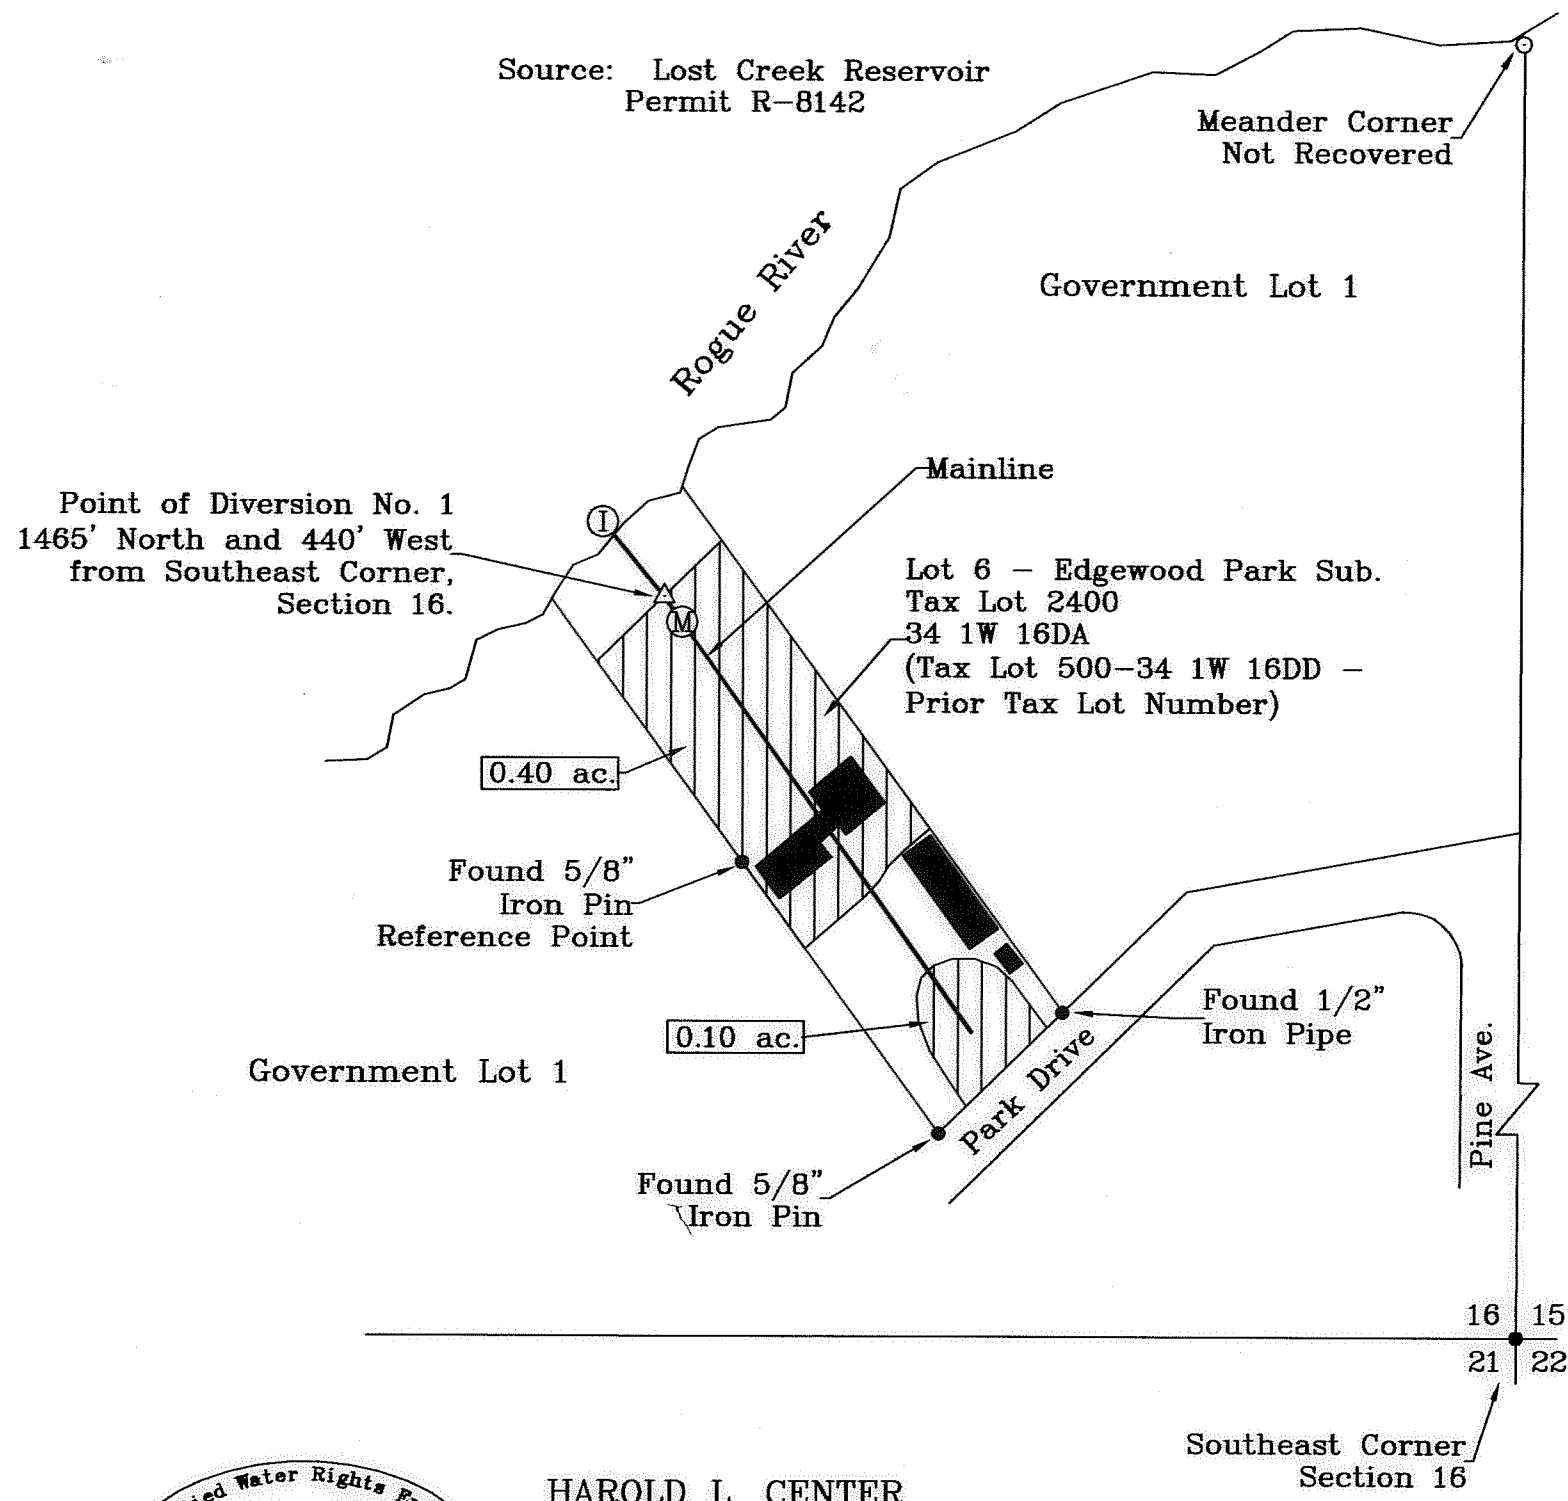 Source: Lost Creek Reservoir
Permit R-8142
Meander Corner
Not Recovered
Rogue River
Government Lot 1
Mainline
Point of Diversion No. 1
1465' North and 440' West
from Southeast Corner,
Section 16.
I
M
Lot 6 - Edgewood Park Sub.
Tax Lot 2400
34 1W 16DA
(Tax Lot 500-34 1W 16DD -
Prior Tax Lot Number)
0.40 ac.
Found 5/8"
Iron Pin
Reference Point
0.10 ac.
Found 1/2"
Iron Pipe
Government Lot 1
Park Drive
Pine Ave.
Found 5/8"
Iron Pin
16 15
21 22
Southeast Corner
Section 16
Water Rights
HAROLD L. CENTER